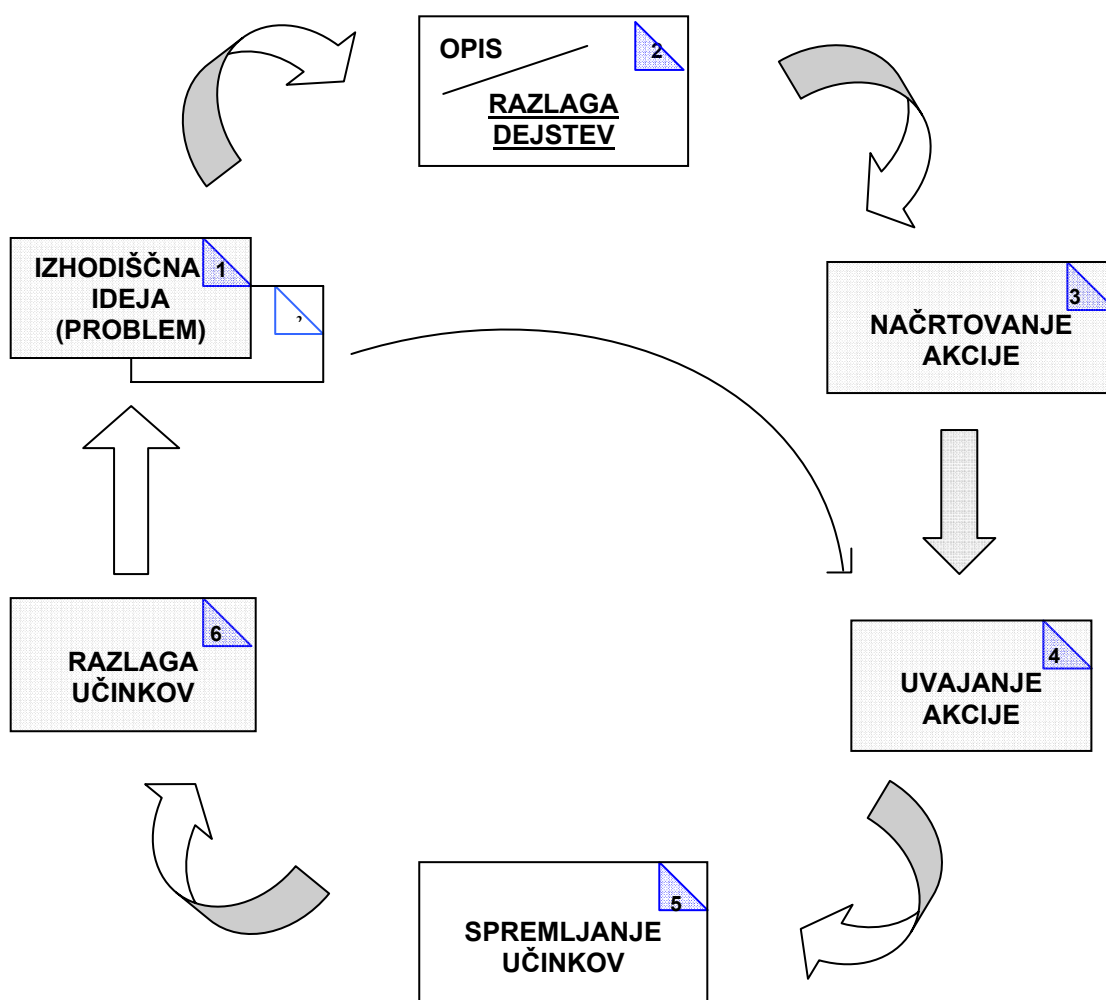 OPIS
2
RAZLAGA
DEJSTEV
IZHODIŠČNA
1
IDEJA
(PROBLEM)
3
NAČRTOVANJE
AKCIJE
6
RAZLAGA
UČINKOV
4
UVAJANJE
AKCIJE
5
SPREMLJANJE
UČINKOV